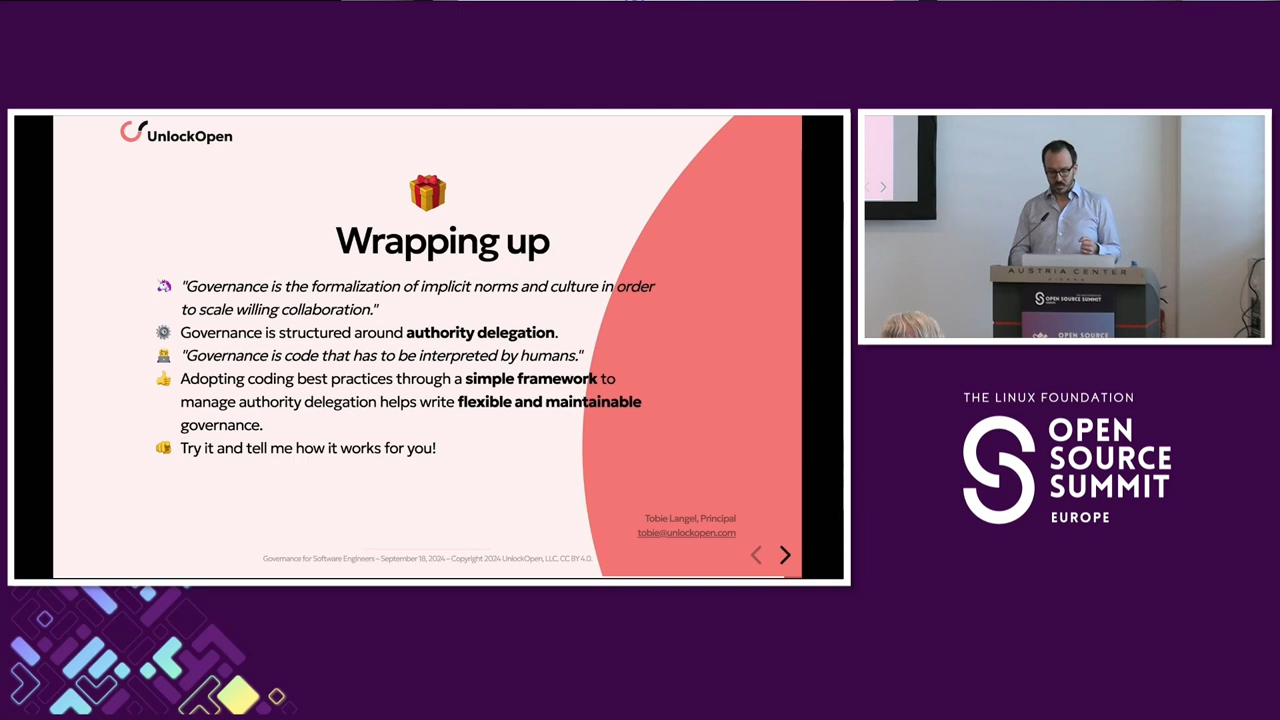 UnlockOpen
Wrapping up
"Governance is the formalization of implicit norms and culture in order
to scale willing collaboration."
Governance is structured around authority delegation.
"Governance is code that has to be interpreted by humans."
Adopting coding best practices through a simple framework to
manage authority delegation helps write flexible and maintainable
governance.
Try it and tell me how it works for you!
Tobie Langel, Principal
tobie@unlockopen.com
Governance for Software Engineers – September 18, 2024 – Copyright 2024 UnlockOpen, LLC, CC BY 4.0.
AUSTRIA CENTER
OPEN SOURCE SUMMIT
OPEN SOURCE
THE LINUX FOUNDATION
OPEN
SOURCE
SUMMIT
EUROPE